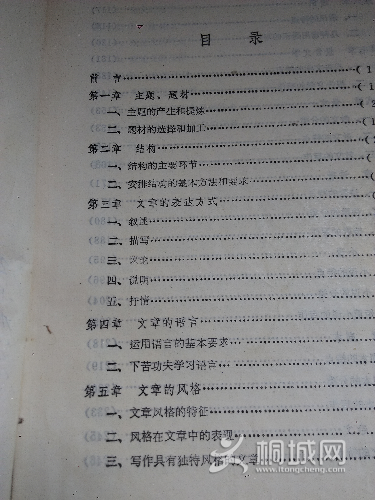 目 录
前 言……………………………………( 1
第一章 主题、题材……………………( 1
一、主题的产生和提炼………………( 2
二、题材的选择和加工………………(
第二章 结构……………………………(
一、结构的主要环节…………………(
二、安排结构的基本方法和要求……(
第三章 文章的表达方式………………
一、叙述………………………………
二、描写………………………………
三、议论………………………………
四、说明………………………………
五、抒情………………………………
第四章 文章的语言……………………
一、运用语言的基本要求……………
二、下苦功夫学习语言………………
第五章 文章的风格……………………
一、文章风格的特征…………………
二、风格在文章中的表现……………
三、写作具有独特风格的文章
桐城网
www.itongcheng.com